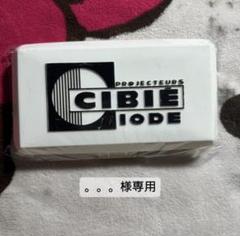 PROJECTEURS
CIBIÉ
IODE
。。。様専用